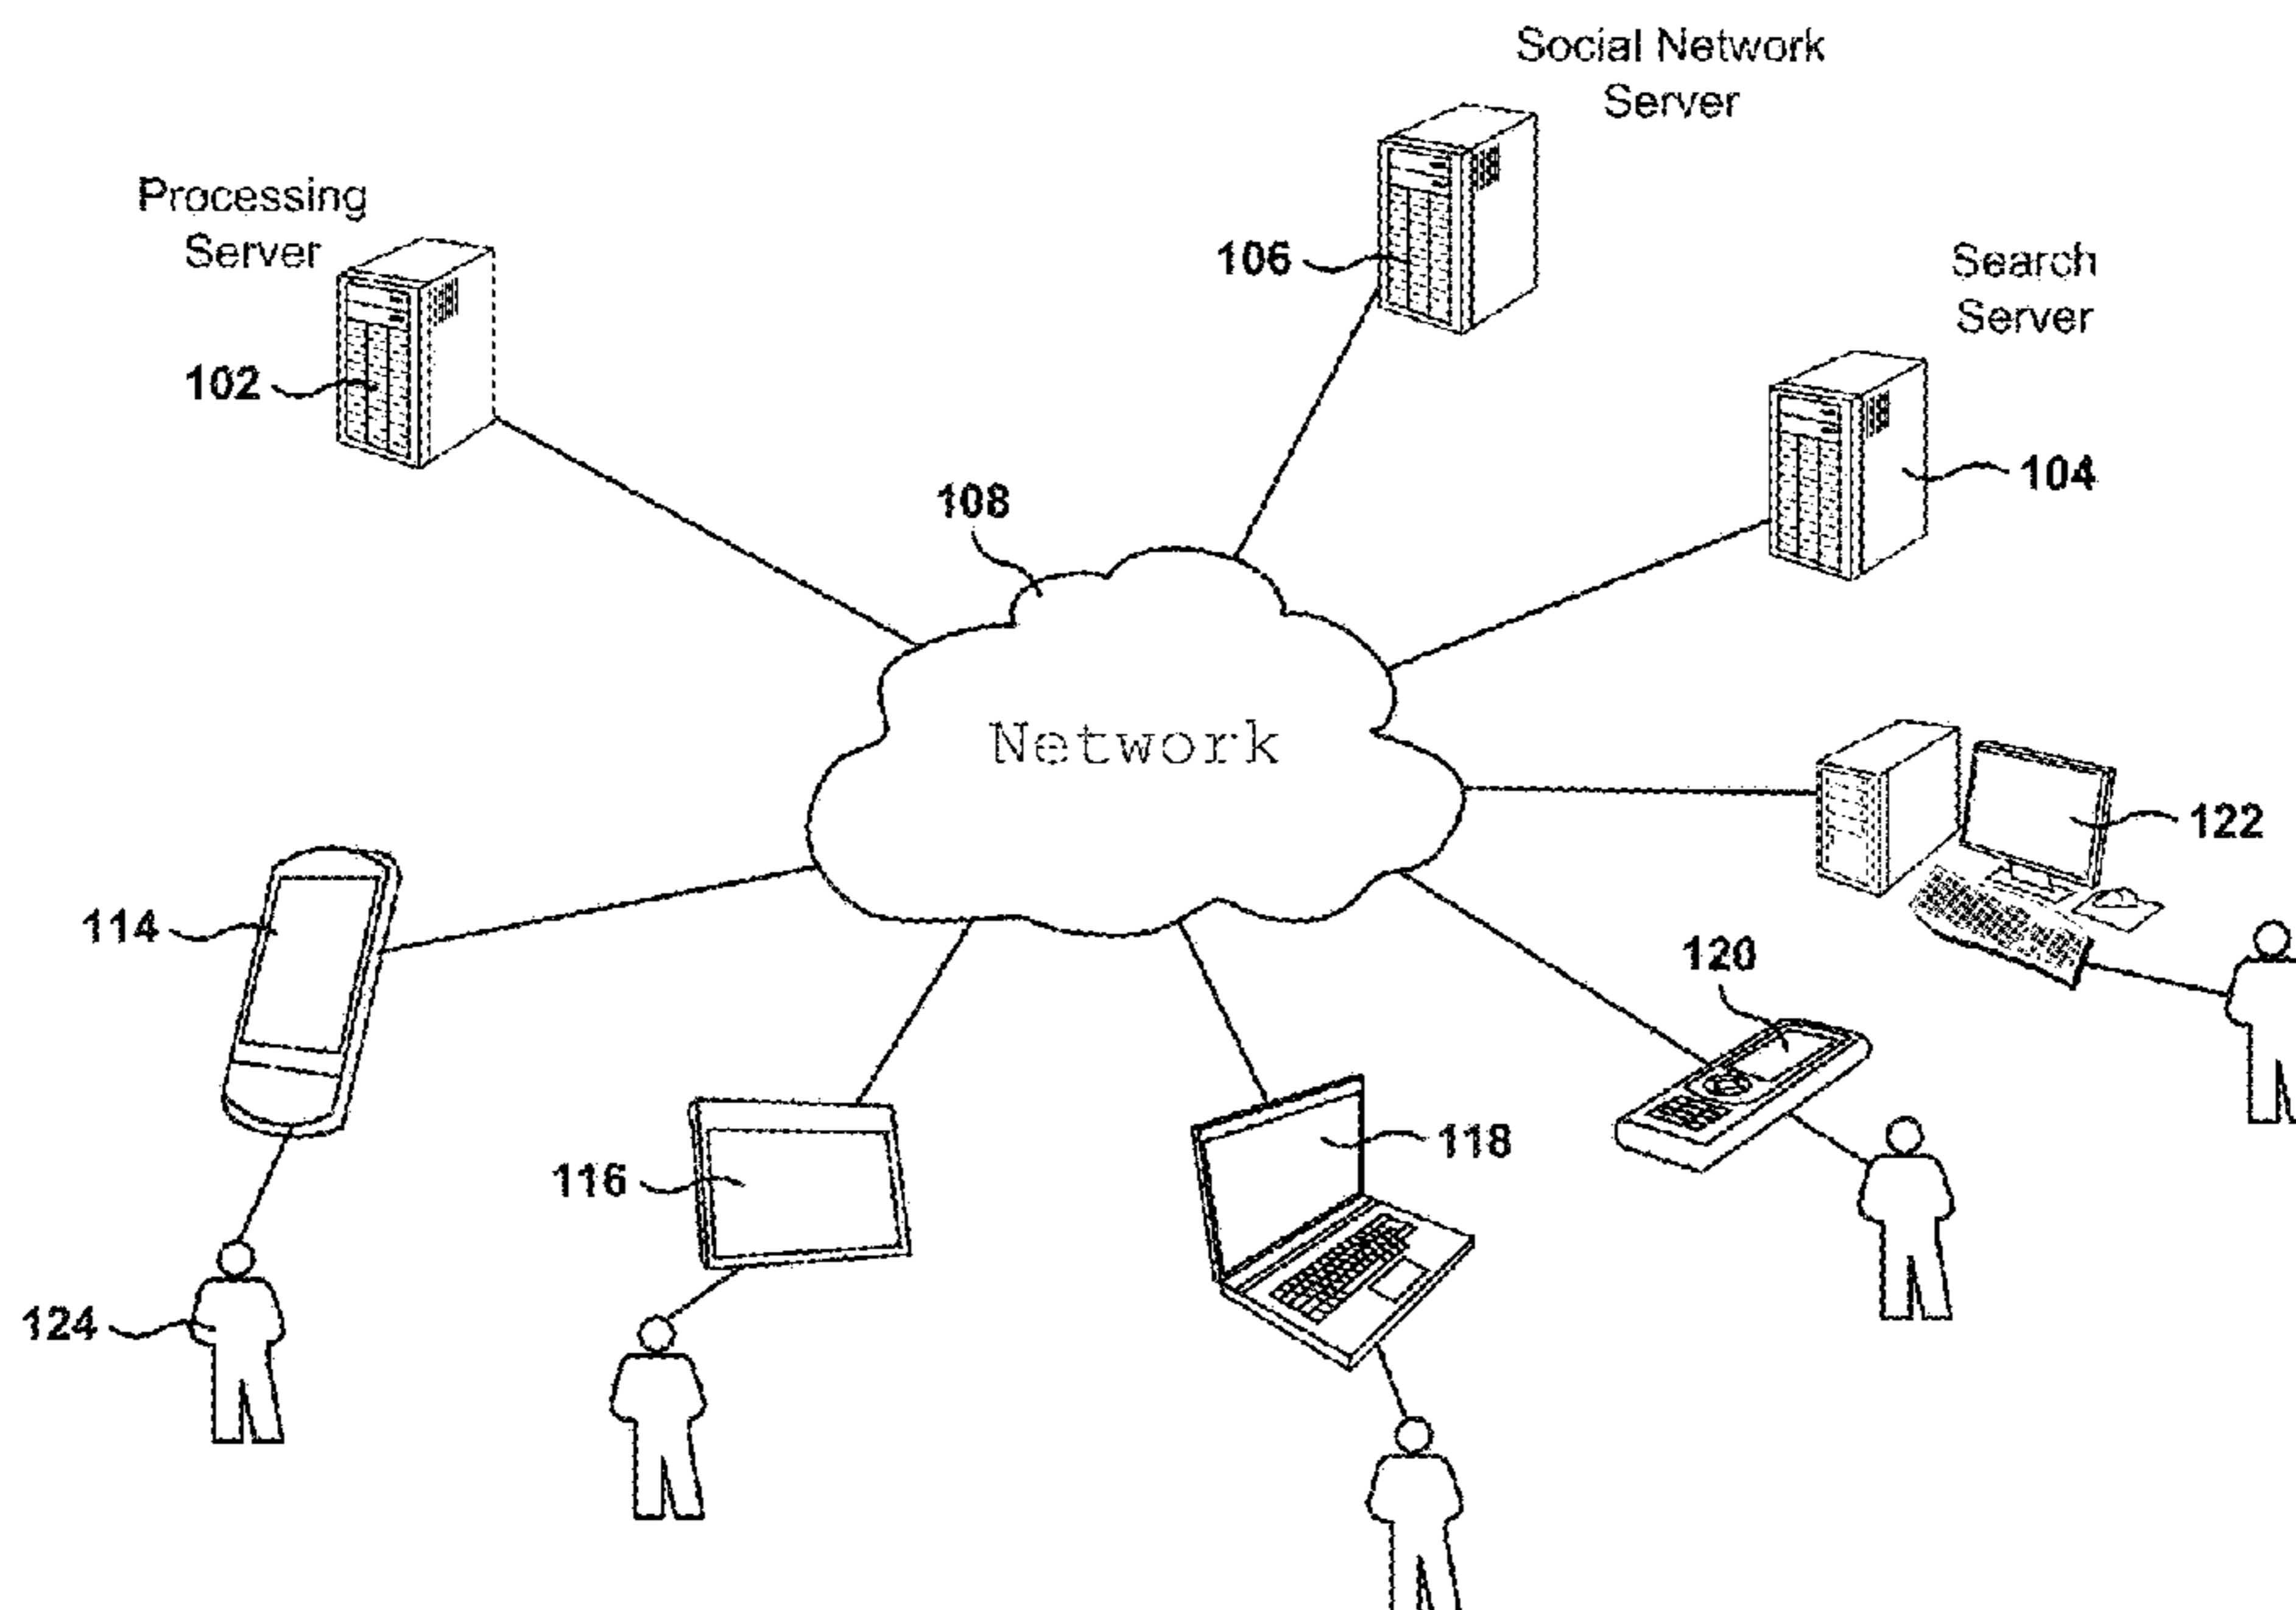 Social Network
Server
Processing
Server
106
Search
Server
102
104
108
Network
122
114
120
118
116
124